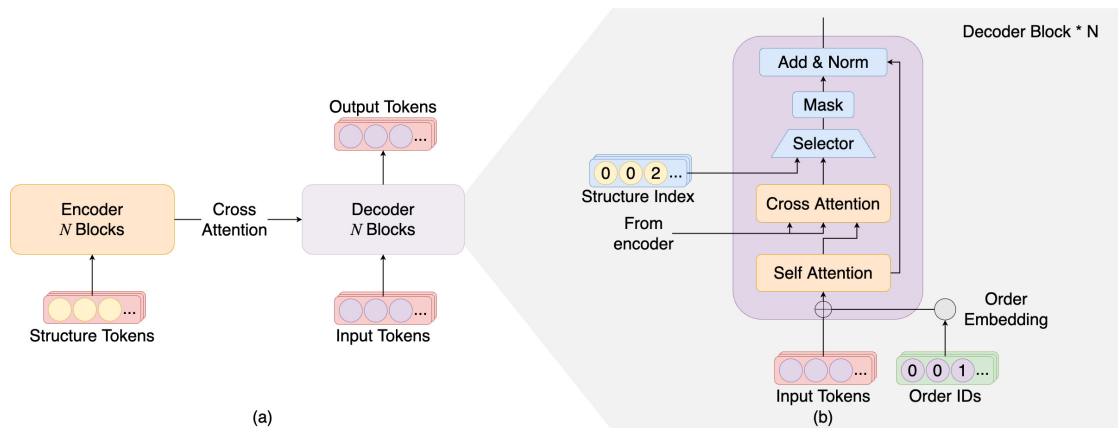 Output Tokens
...
Encoder
N Blocks
Cross
Attention
Decoder
N Blocks
...
Structure Tokens
...
Input Tokens
(a)
Decoder Block * N
Add & Norm
Mask
Selector
0 0 2 ...
Structure Index
Cross Attention
From
encoder
Self Attention
Order
Embedding
...
Input Tokens
0 0 1 ...
Order IDs
(b)